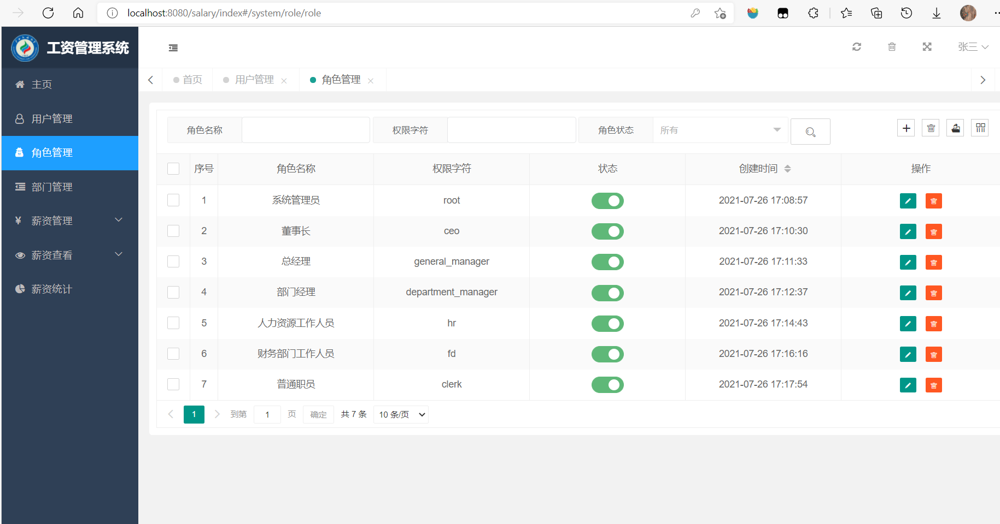 localhost:8080/salary/index#/system/role/role
工资管理系统
张三
主页
用户管理
角色管理
部门管理
¥ 薪资管理
薪资查看
薪资统计
首页 用户管理 角色管理
角色名称 权限字符 角色状态 所有
序号 角色名称 权限字符 状态 创建时间 操作
1 系统管理员 root 2021-07-26 17:08:57
2 董事长 ceo 2021-07-26 17:10:30
3 总经理 general_manager 2021-07-26 17:11:33
4 部门经理 department_manager 2021-07-26 17:12:37
5 人力资源工作人员 hr 2021-07-26 17:14:43
6 财务部门工作人员 fd 2021-07-26 17:16:16
7 普通职员 clerk 2021-07-26 17:17:54
1 到第 1 页 确定 共 7 条 10 条/页